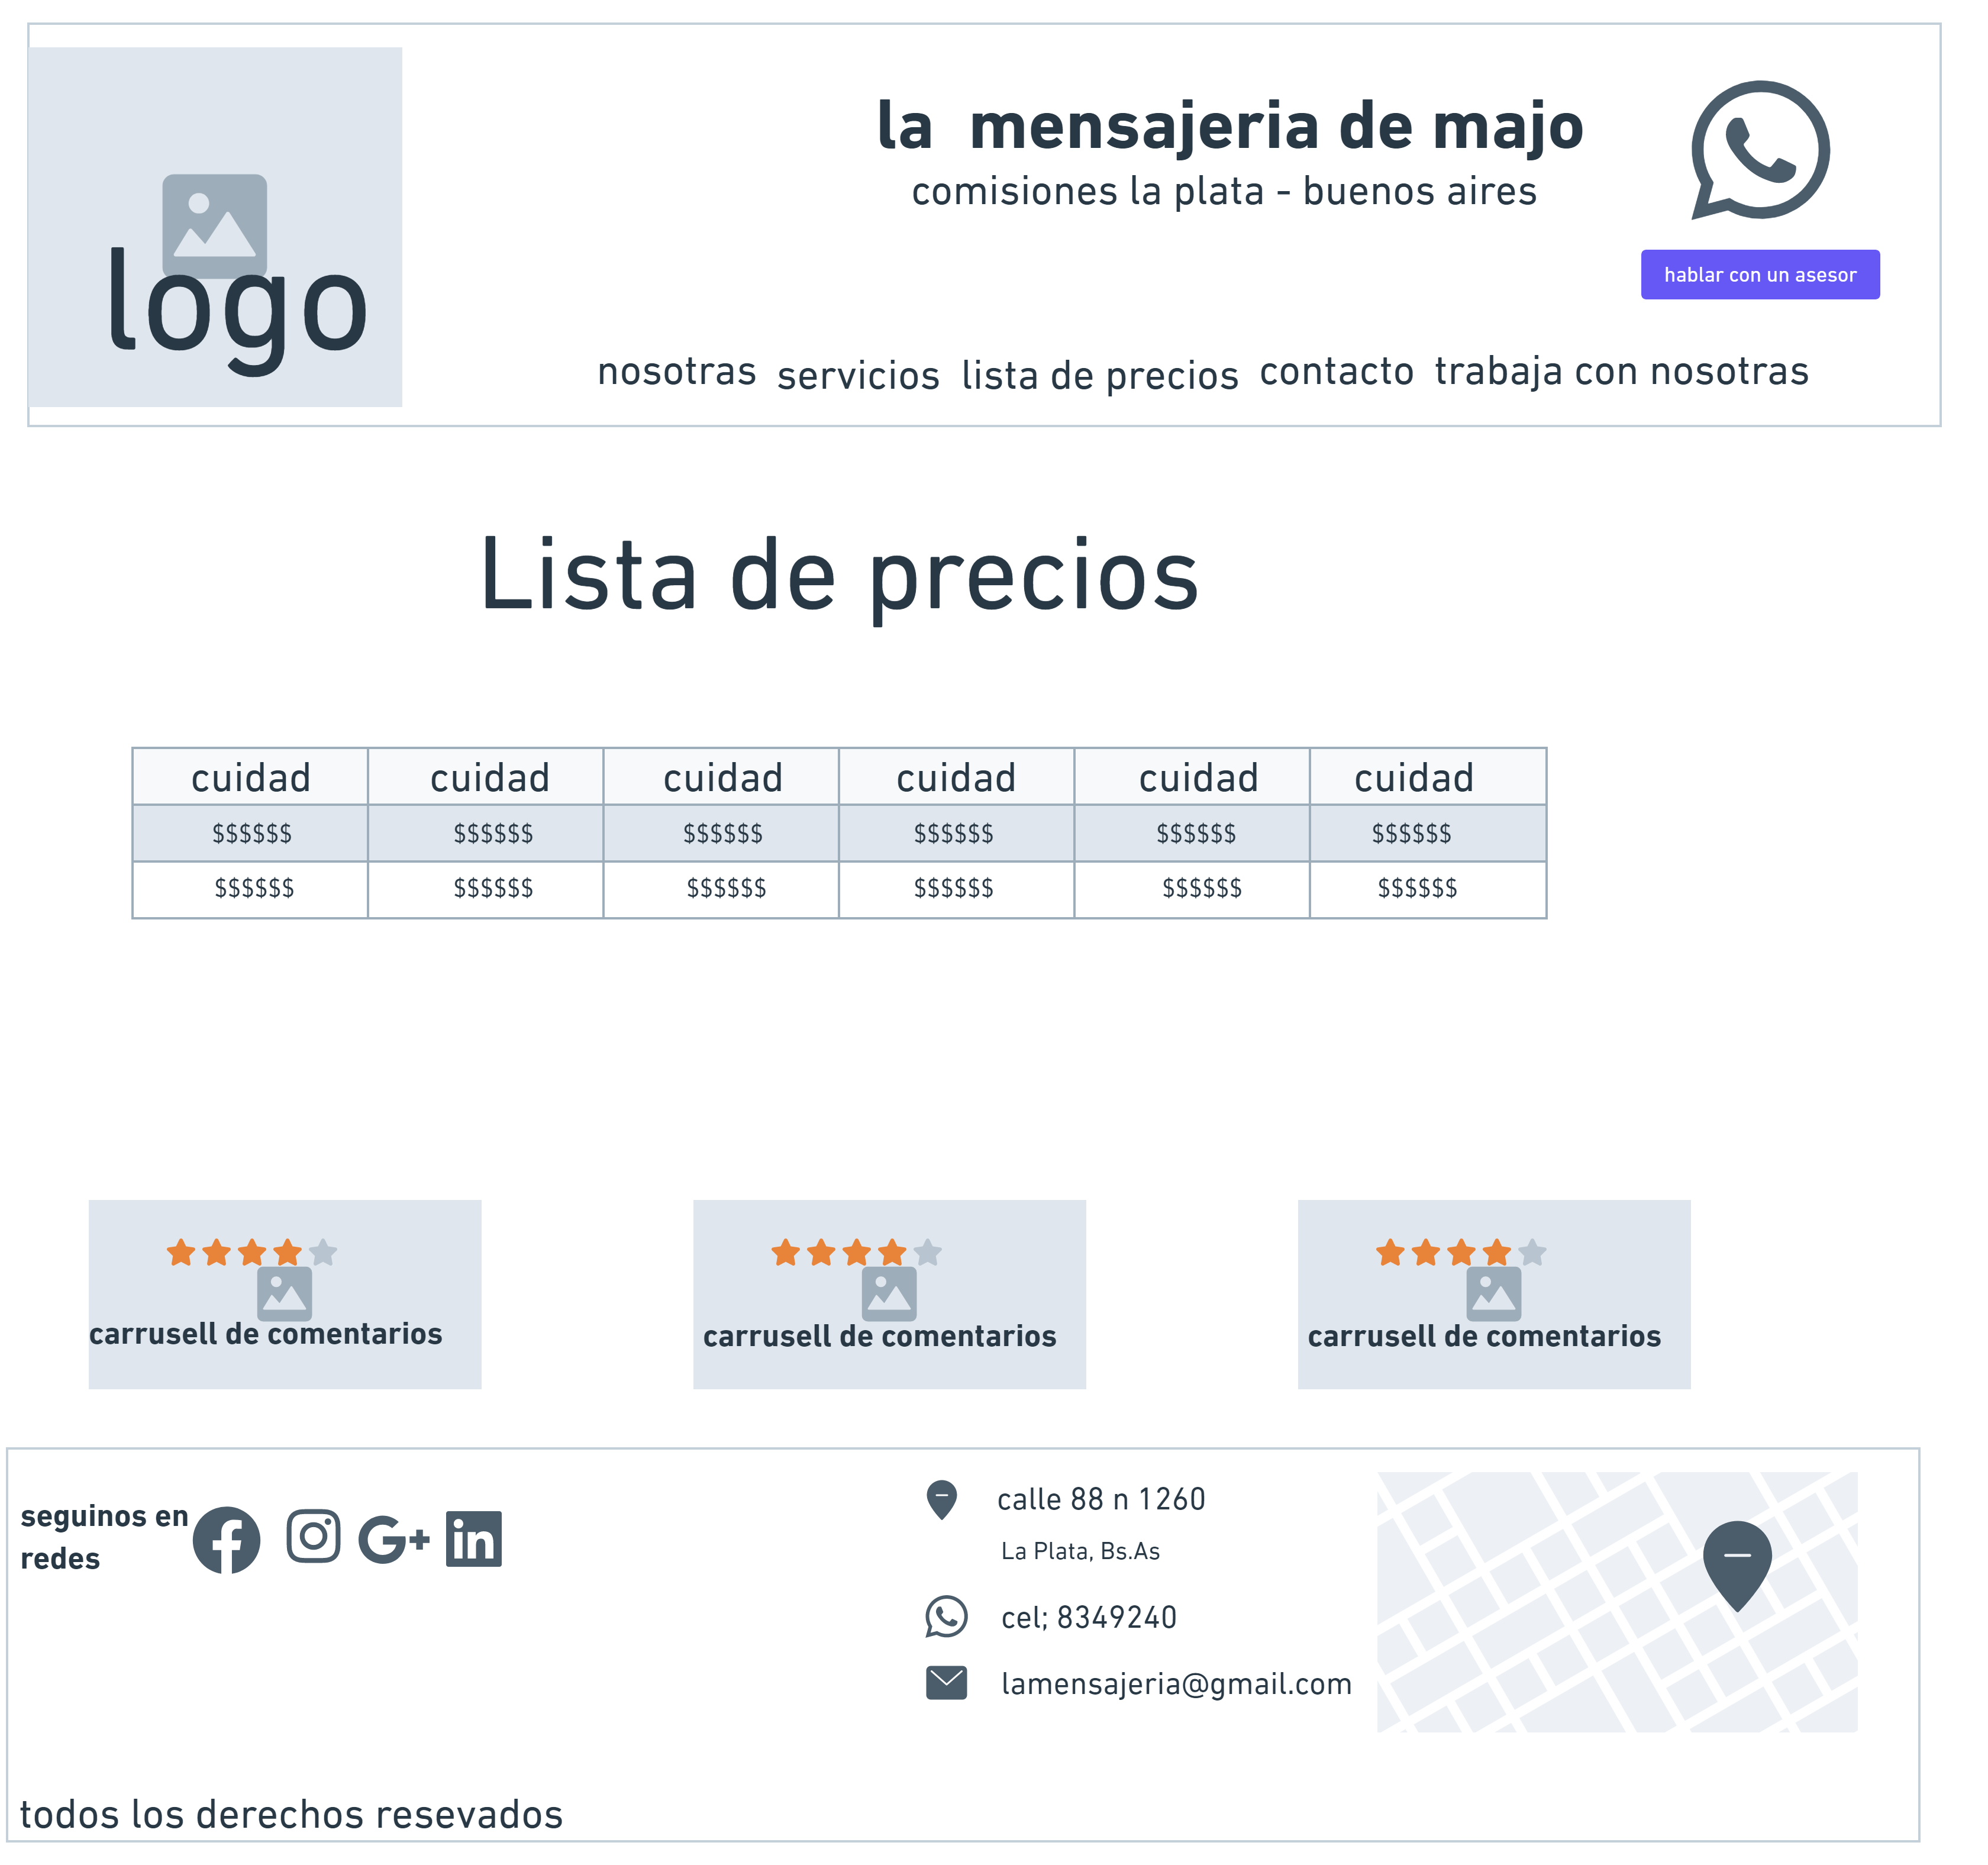 logo
la mensajeria de majo
comisiones la plata - buenos aires
hablar con un asesor
nosotras servicios lista de precios contacto trabaja con nosotras
Lista de precios
cuidad cuidad cuidad cuidad cuidad cuidad
$$$$$$ $$$$$$ $$$$$$ $$$$$$ $$$$$$ $$$$$$
$$$$$$ $$$$$$ $$$$$$ $$$$$$ $$$$$$ $$$$$$
carrusell de comentarios carrusell de comentarios carrusell de comentarios
seguinos en
redes
calle 88 n 1260
La Plata, Bs.As
cel; 8349240
lamensajeria@gmail.com
todos los derechos resevados